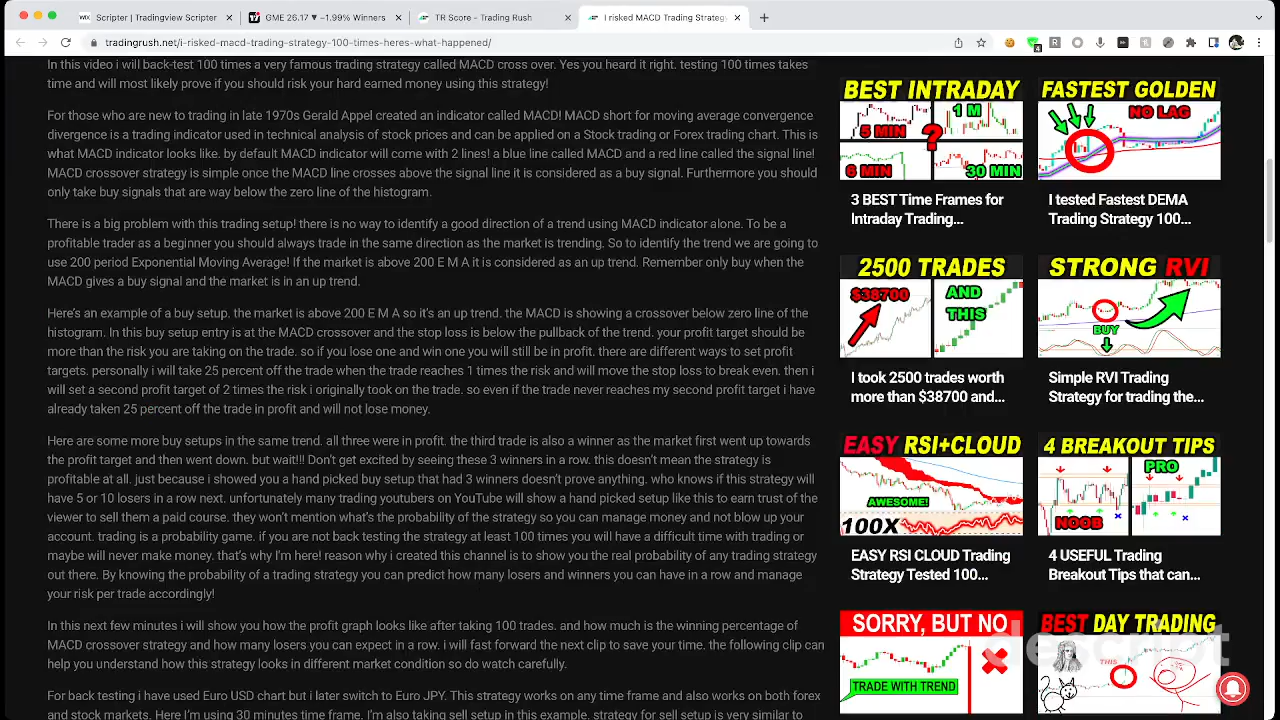 Scripter | Tradingview Scripter
GME 26.17 ▼ −1.99% Winners
TR Score - Trading Rush
I risked MACD Trading Strateg
tradingrush.net/i-risked-macd-trading-strategy-100-times-heres-what-happened/
In this video i will back-test 100 times a very famous trading strategy called MACD cross over. Yes you heard it right. testing 100 times takes
time and will most likely prove if you should risk your hard earned money using this strategy!
For those who are new to trading in late 1970's Gerald Appel created an indicator called MACD! MACD short for moving average convergence
divergence is a trading indicator used in technical analysis of stock prices and can be applied on a Stock trading or Forex trading chart. This is
what MACD indicator looks like. by default MACD indicator will come with 2 lines a blue line called MACD and a red line called the signal line!
MACD crossover strategy is simple. once the MACD line crosses above the signal line it is considered as a buy signal. Furthermore you should
only take buy signals that are way below the zero line of the histogram.
There is a big problem with this trading setup! there is no way to identify a good direction of a trend using MACD indicator alone. To be a
profitable trader as a beginner you should always trade in the same direction as the market is trending. So to identify the trend we are going to
use 200 period Exponential Moving Average! If the market is above 200 E M A it is considered as an up trend. Remember only buy when the
MACD gives a buy signal and the market is in an up trend.
Here's an example of a buy setup. the market is above 200 E M A so it's an up trend, the MACD is showing a crossover below zero line of the
histogram. In this buy setup entry is when the MACD crossover happens, Stop loss is below the pullback of the trend. your profit target should be
more than the risk you are taking on the trade. so if you lose one and win one you will still be in profit. there are different ways to set profit
targets. personally i will take 25 percent off the trade when the trade reaches 1 times the risk and will move the stop loss to break even. then i
will set a second profit target of 2 times the risk i originally took on the trade. so even if the trade never reaches my second profit target i have
already taken 25 percent off the trade in profit and will not lose money.
Here are some more buy setups in the same trend. all three were in profit. the third trade is also a winner as the market first went up towards
the profit target and then went down. but wait!!! Don't get excited by seeing these 3 winners in a row. this doesn't mean the strategy is
profitable at all. just because i showed you a hand picked buy setup that had 3 winners doesn't prove anything. who knows if this strategy will
have 5 or 10 losers in a row and unfortunately many trading youtubers on YouTube will show a hand picked setup like this to earn trust of the
account. trading is a probability game. if you have not back-tested the strategy at least 100 times you will have a difficult time with trading or
maybe will never make money. that's why i'm here! reason why i created this channel is to show you the real probability of any trading strategy
out there. By knowing the probability of a trading strategy you can predict how many losers and winners you can have in a row and manage
your risk per trade accordingly!
In this next few minutes i will show you how the profit graph looks like after taking 100 trades. and how much is the winning percentage of
MACD crossover strategy and how many losers you can expect in a row. i will fast forward the next clip to save your time. the following clip can
help you understand how this strategy looks in different market condition so do watch carefully.
For back testing i have used EURUSD chart but i later switched to JPY. This strategy works on any time frame and also works on both forex
and stock markets. Here I'm using 30 minutes time frame. I'm also taking sell setup in this example. strategy for sell setup is very similar to
BEST INTRADAY
5 MIN
1 M
?
6 MIN
30 MIN
3 BEST Time Frames for
Intraday Trading...
FASTEST GOLDEN
NO LAG
I tested Fastest DEMA
Trading Strategy 100...
2500 TRADES
$38700
AND
THIS
I took 2500 trades worth
more than $38700 and...
STRONG RVI
BUY
Simple RVI Trading
Strategy for trading the...
EASY RSI+CLOUD
AWESOME!
100X
EASY RSI CLOUD Trading
Strategy Tested 100...
4 BREAKOUT TIPS
PRO
NOOB
4 USEFUL Trading
Breakout Tips that can...
SORRY, BUT NO
TRADE WITH TREND
BEST DAY TRADING
THIS
descript